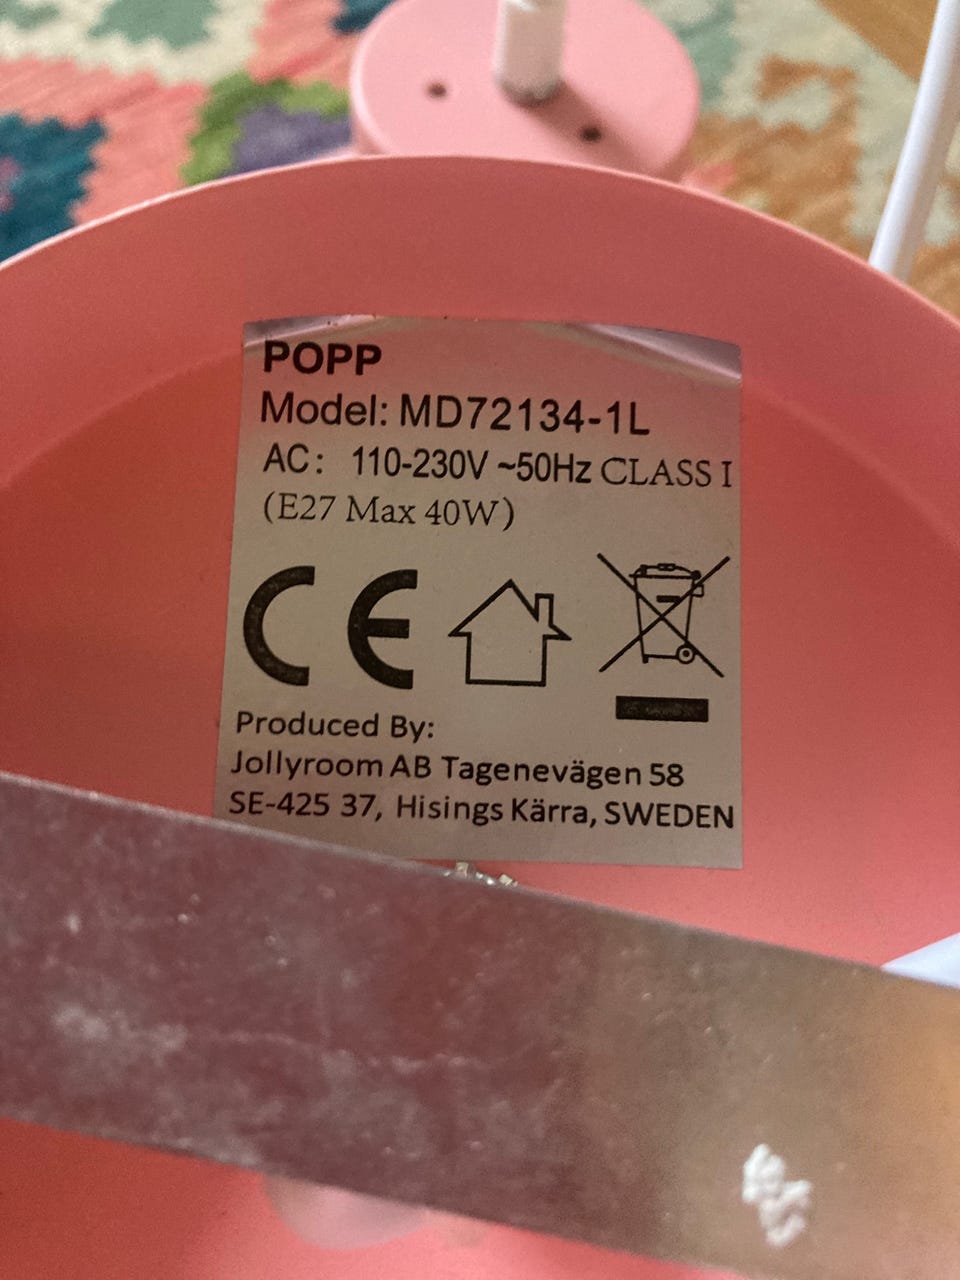 POPP
Model: MD72134-1L
AC: 110-230V ~50Hz CLASS I
(E27 Max 40W)
CE
Produced By:
Jollyroom AB Tagenevägen 58
SE-425 37, Hisings Kärra, SWEDEN